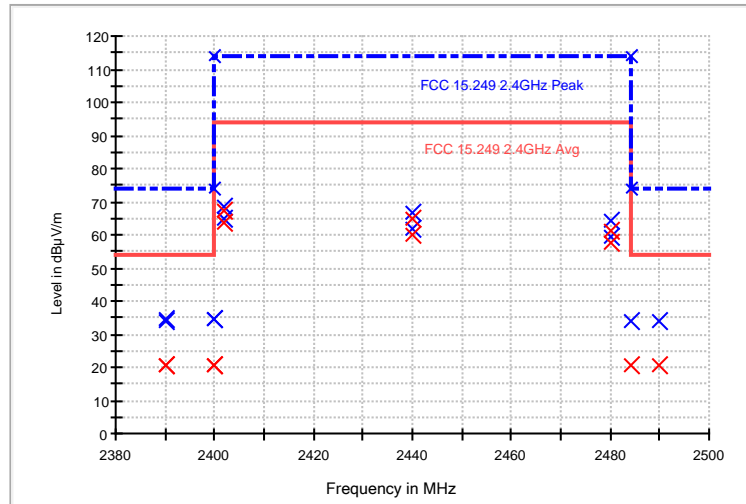 120
110
100
90
80
70
60
50
40
30
20
10
0
Level in dBµV/m
FCC 15.249 2.4GHz Peak
FCC 15.249 2.4GHz Avg
2380 2400 2420 2440 2460 2480 2500
Frequency in MHz